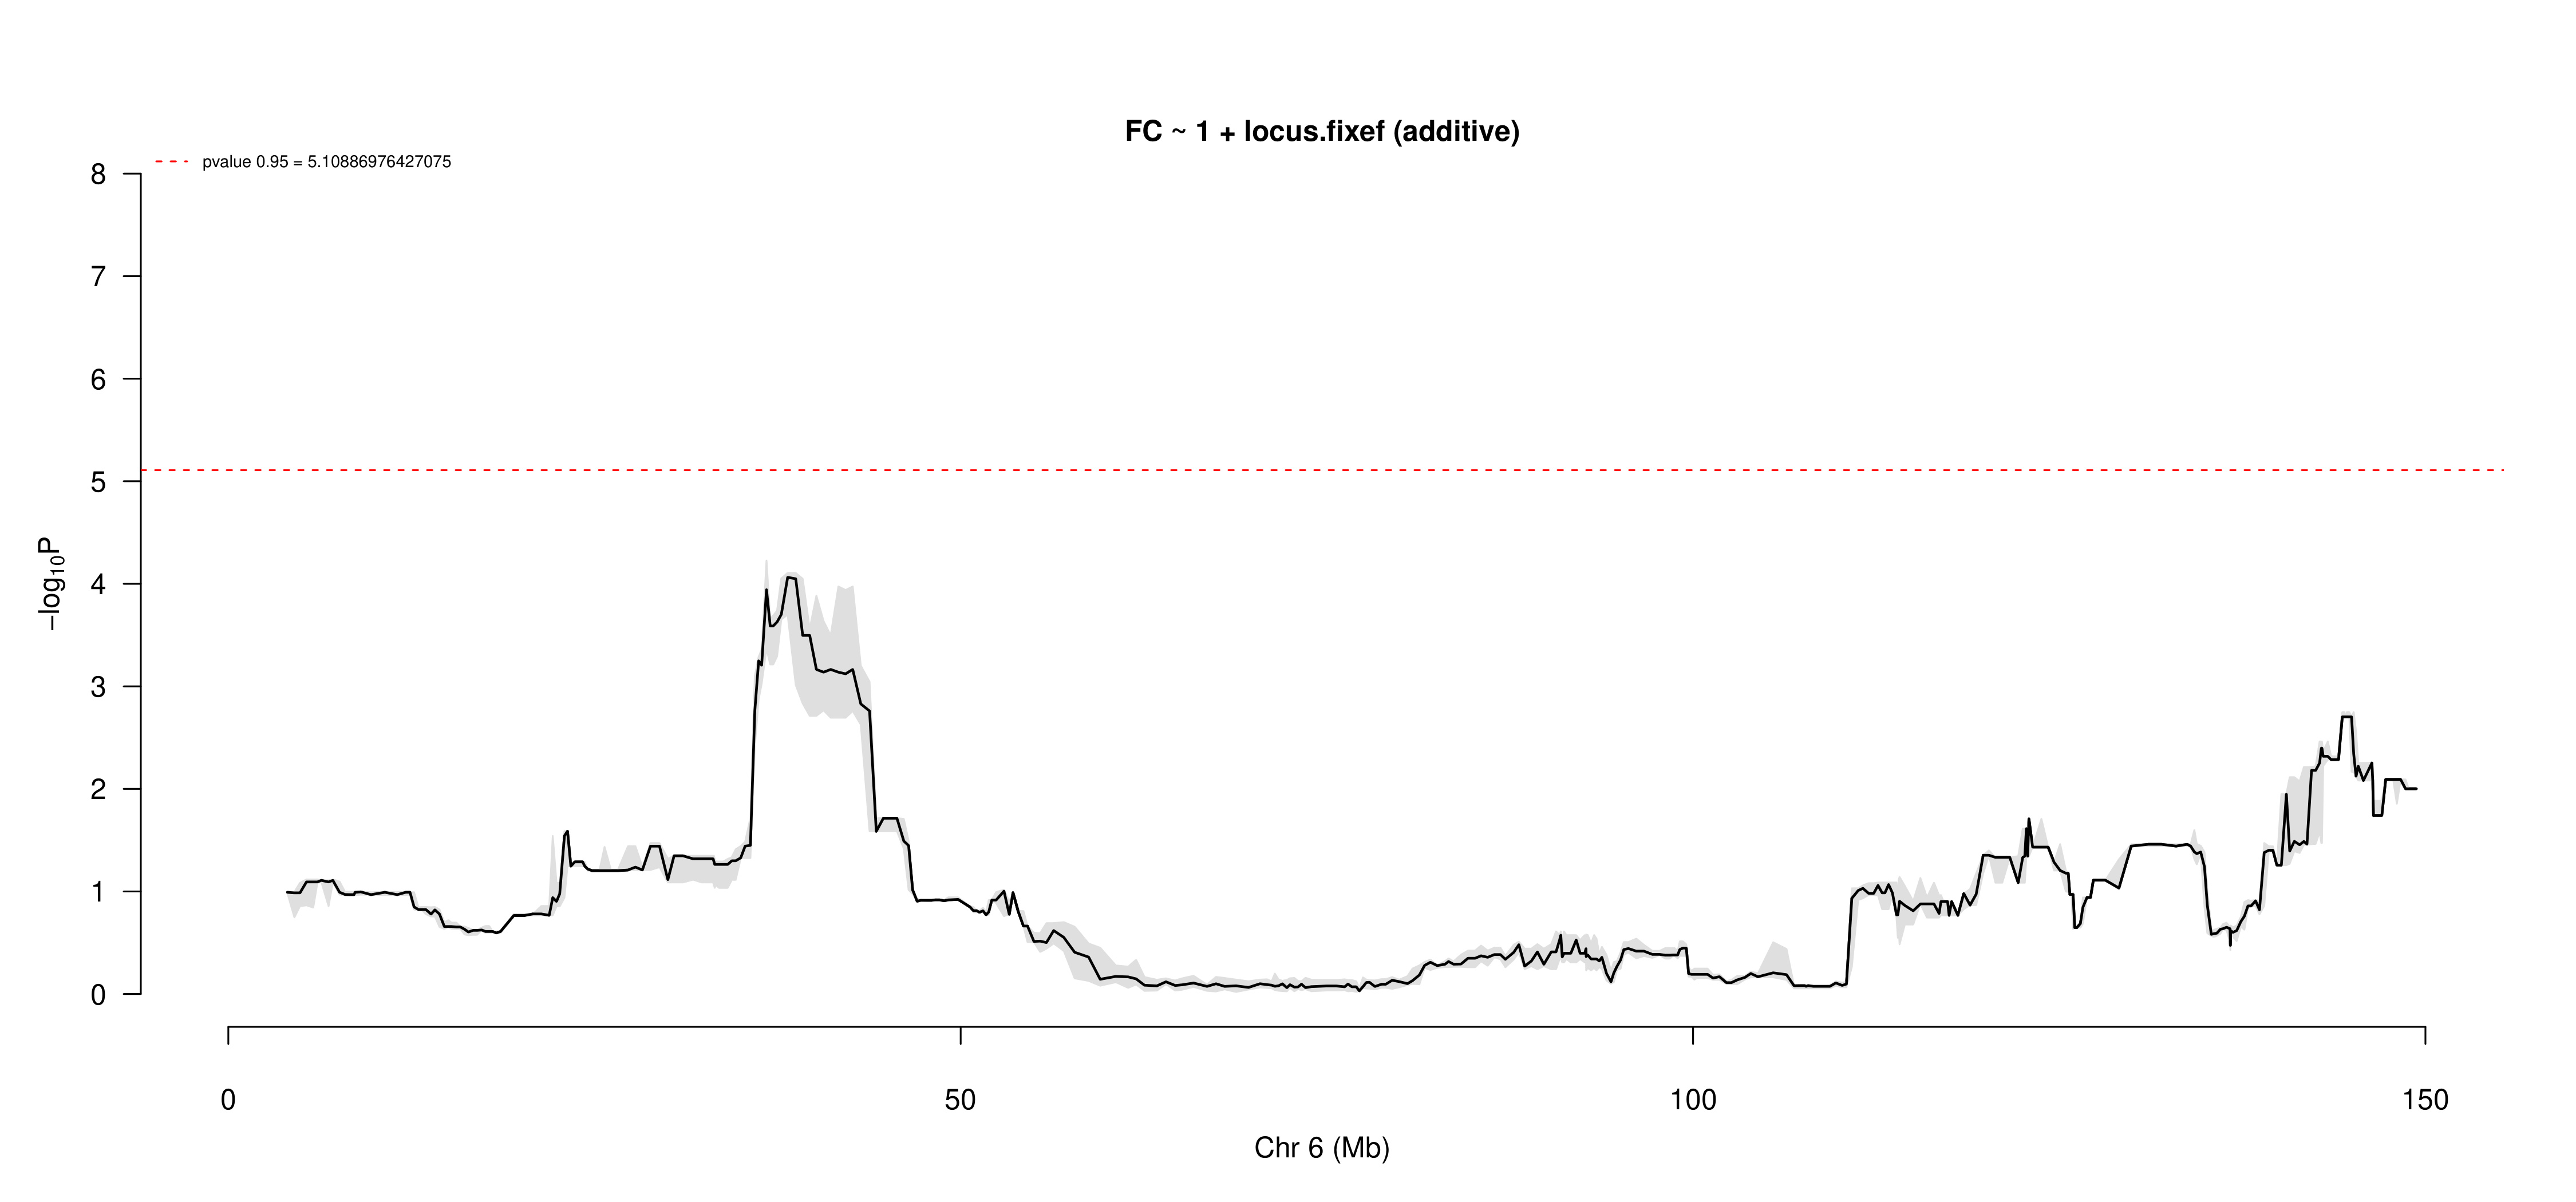 FC ~ 1 + locus.fixef (additive)
pvalue 0.95 = 5.10886976427075
8
7
6
5
4
3
2
1
0
−log10P
0 50 100 150
Chr 6 (Mb)